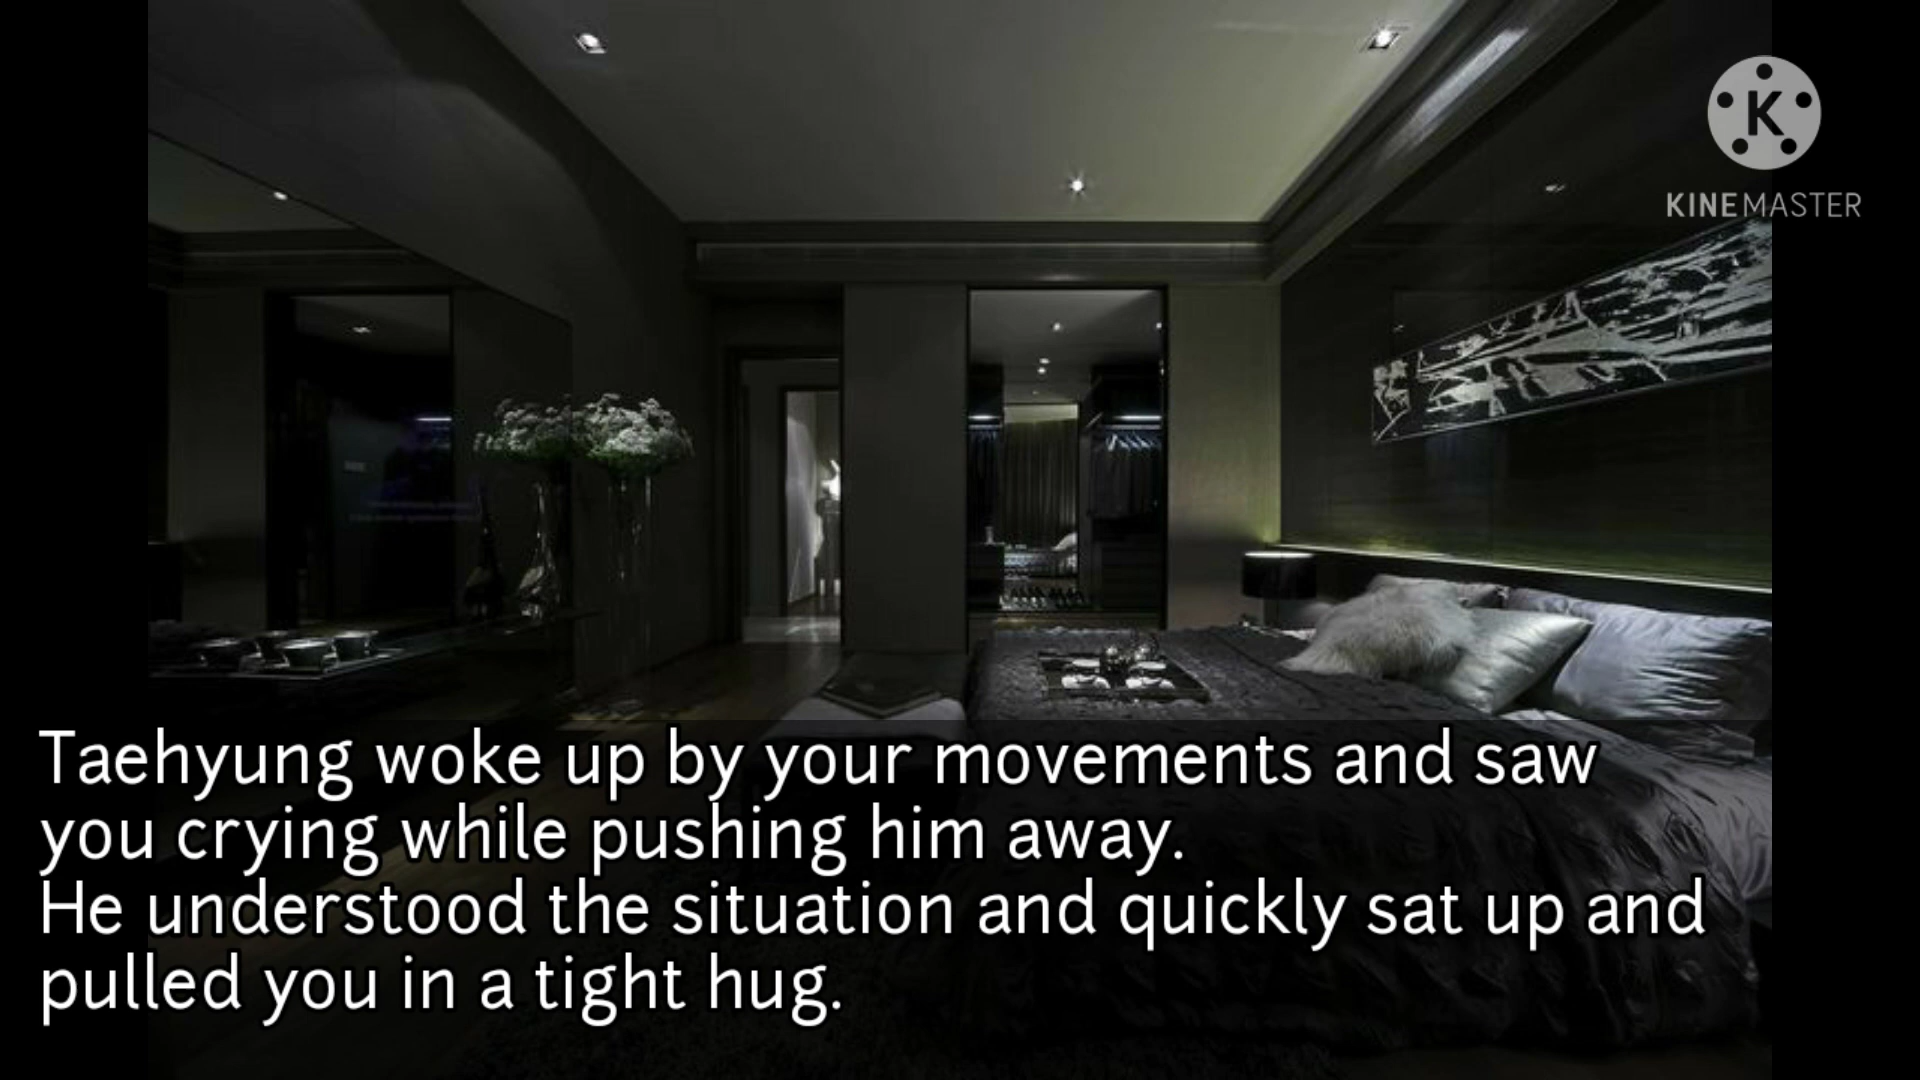 K
KINEMASTER
Taehyung woke up by your movements and saw
you crying while pushing him away.
He understood the situation and quickly sat up and
pulled you in a tight hug.